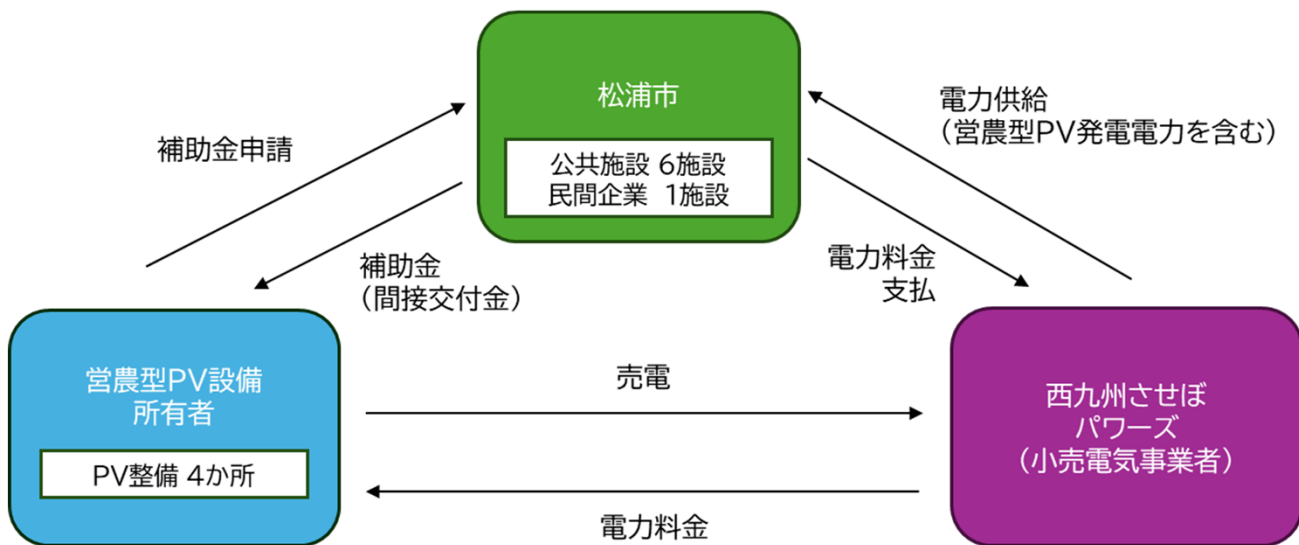 松浦市
公共施設 6施設
民間企業 1施設
補助金申請
電力供給
（営農型PV発電電力を含む）
補助金
（間接交付金）
電力料金
支払
営農型PV設備
所有者
PV整備 4か所
売電
西九州させぼ
パワーズ
（小売電気事業者）
電力料金